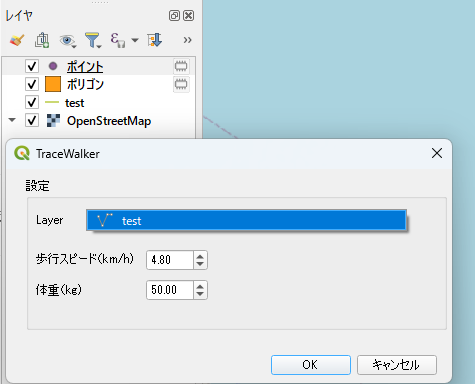 レイヤ
ポイント
ポリゴン
test
OpenStreetMap
TraceWalker
設定
Layer test
歩行スピード(km/h) 4.80
体重(kg) 50.00
OK キャンセル